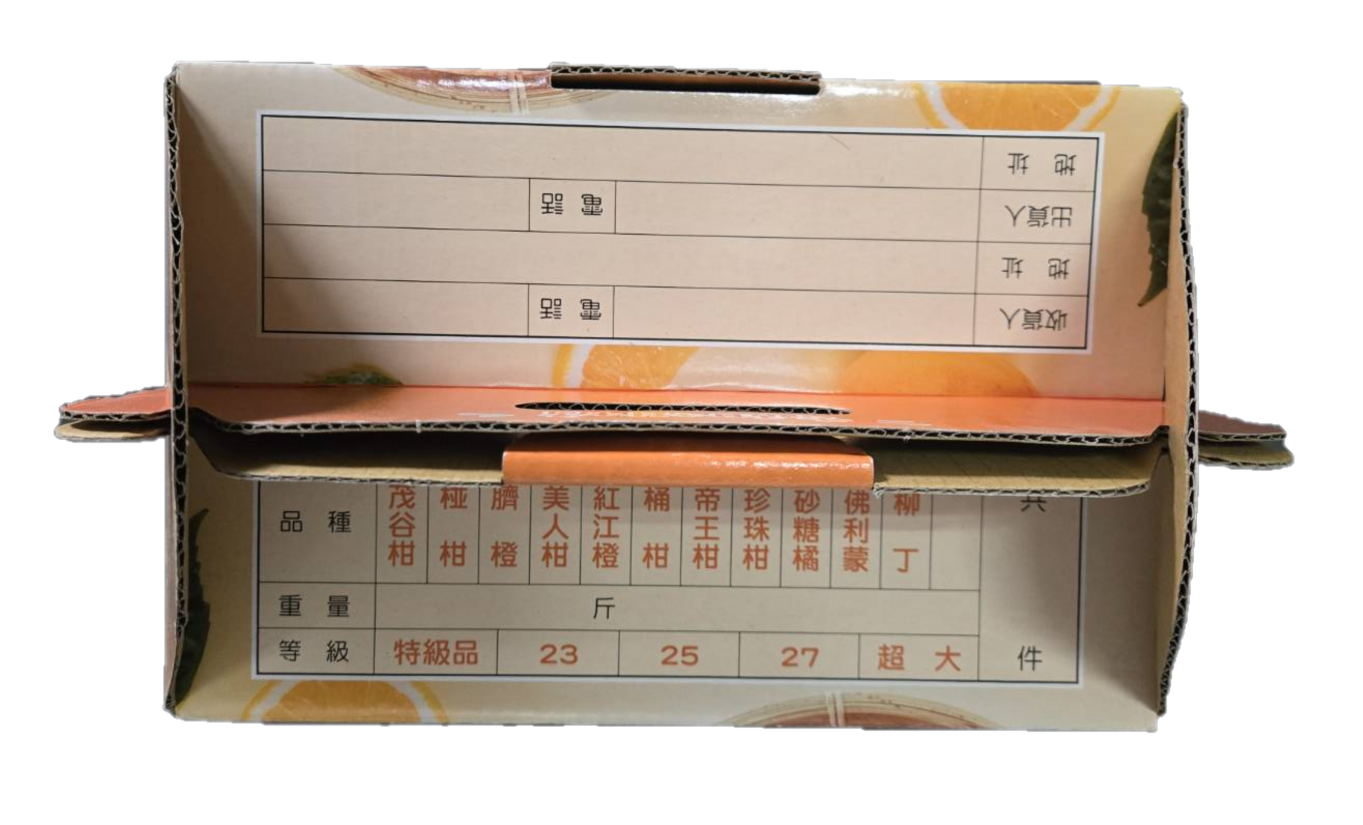 收貨人 電話
地址
出貨人 電話
地址
品種 茂谷柑 椪柑 臍橙 美人柑 紅江橙 桶柑 帝王柑 珍珠柑 砂糖橘 佛利蒙 柳丁 共
重量 斤
等級 特級品 23 25 27 超大 件